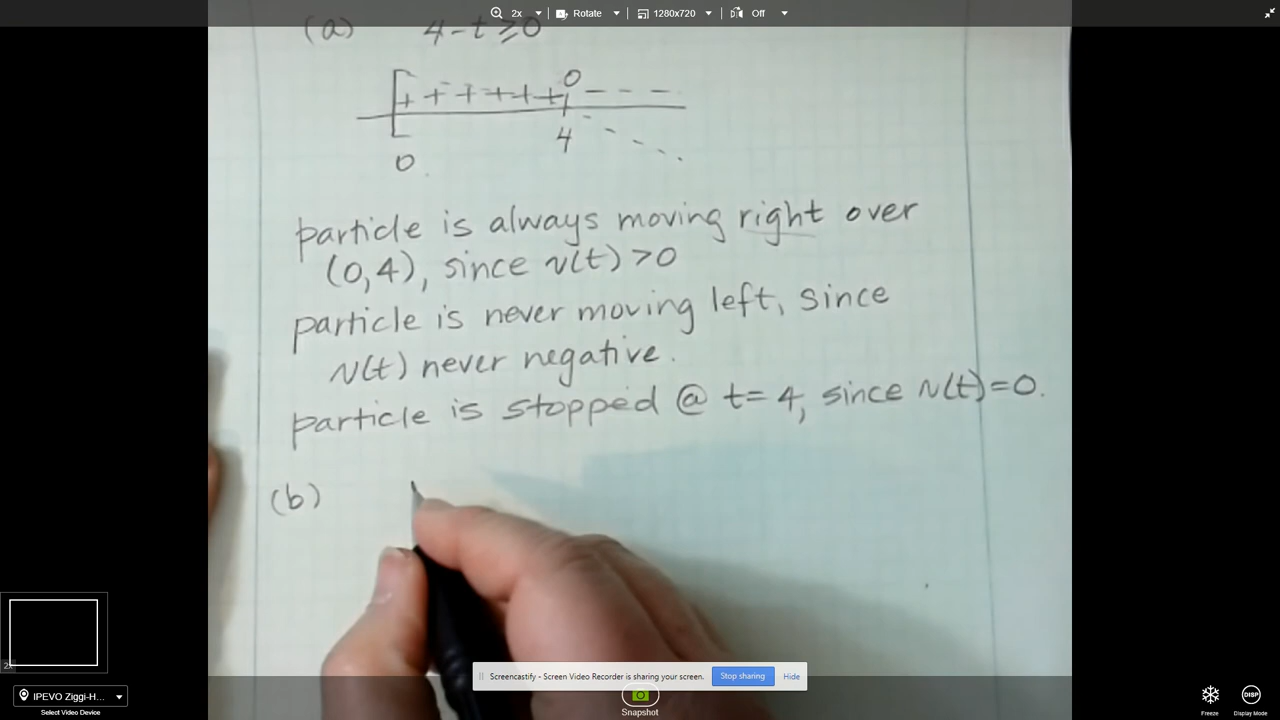 2x Rotate 1280x720 Off
(a) 4-t≥0
[+ + + + + + 0 - - -
0 4
particle is always moving right over
(0,4), since v(t) >0
particle is never moving left, since
v(t) never negative.
particle is stopped @ t=4, since v(t)=0.
(b)
2x
Screencastify - Screen Video Recorder is sharing your screen. Stop sharing Hide
IPEVO Ziggi-H...
Select Video Device
Snapshot
Freeze
DISP
Display Mode